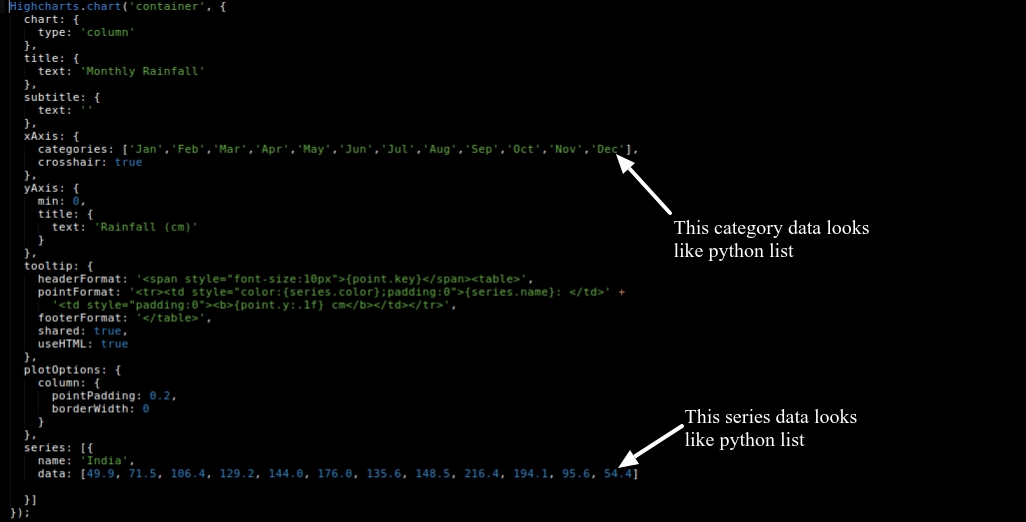 Highcharts.chart('container', {
  chart: {
    type: 'column'
  },
  title: {
    text: 'Monthly Rainfall'
  },
  subtitle: {
    text: ''
  },
  xAxis: {
    categories: ['Jan','Feb','Mar','Apr','May','Jun','Jul','Aug','Sep','Oct','Nov','Dec'],
    crosshair: true
  },
  yAxis: {
    min: 0,
    title: {
      text: 'Rainfall (cm)'
    }
  },
This category data looks
like python list
  tooltip: {
    headerFormat: '<span style="font-size:10px">{point.key}</span><table>',
    pointFormat: '<tr><td style="color:{series.color};padding:0">{series.name}: </td>' +
      '<td style="padding:0"><b>{point.y:.1f} cm</b></td></tr>',
    footerFormat: '</table>',
    shared: true,
    useHTML: true
  },
  plotOptions: {
    column: {
      pointPadding: 0.2,
      borderWidth: 0
    }
  },
  series: [{
    name: 'India',
    data: [49.9, 71.5, 106.4, 129.2, 144.0, 176.0, 135.6, 148.5, 216.4, 194.1, 95.6, 54.4]
  }]
});
This series data looks
like python list